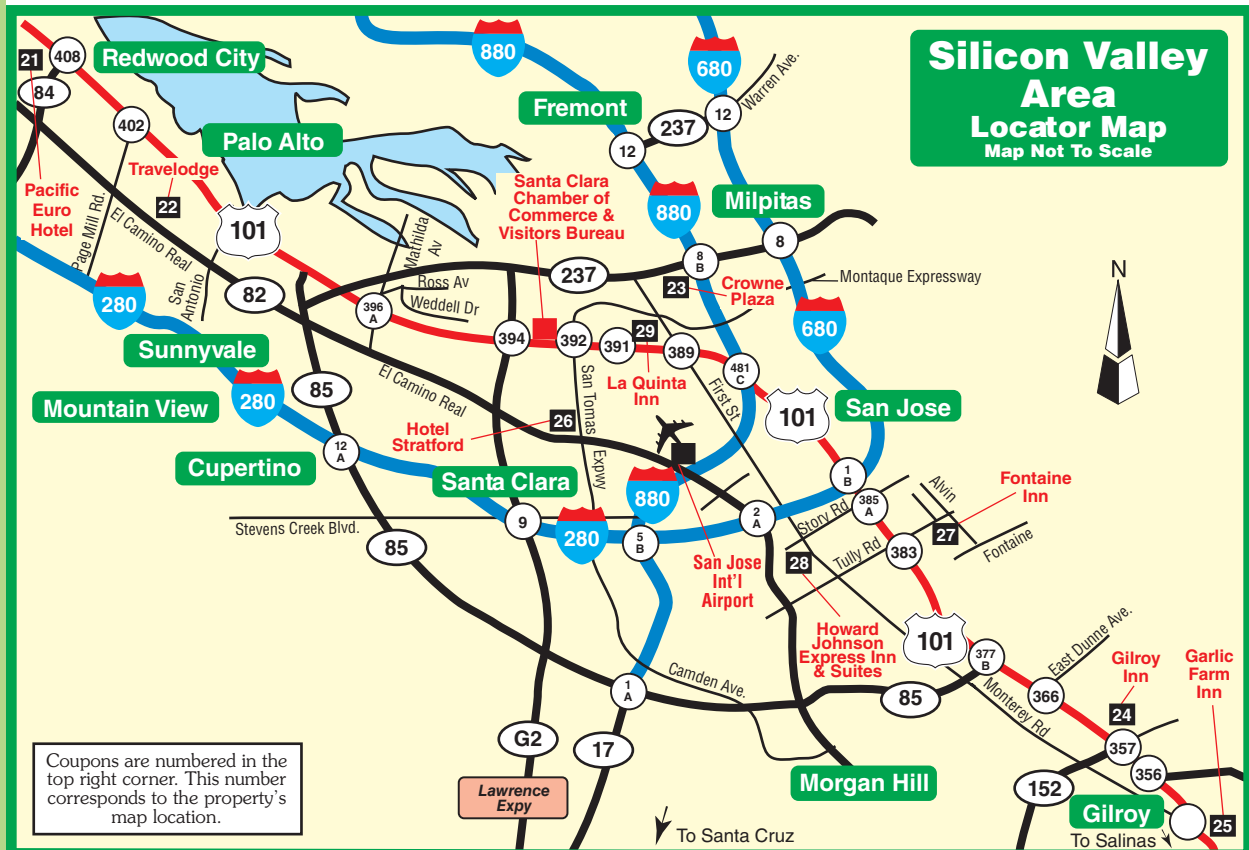 Silicon Valley
Area
Locator Map
Map Not To Scale
21
408
Redwood City
84
402
Palo Alto
Travelodge
22
Pacific
Euro
Hotel
Page Mill Rd.
El Camino Real
101
San
Antonio
82
280
Sunnyvale
Mountain View
280
85
Cupertino
12
A
880
680
Warren Ave.
Fremont
12
237
12
880
Milpitas
8
8
B
Santa Clara
Chamber of
Commerce &
Visitors Bureau
Mathilda
Av
Ross Av
Weddell Dr
237
23
Crowne
Plaza
Montaque Expressway
N
680
396
A
394
392
391
29
389
481
C
La Quinta
Inn
El Camino Real
San Tomas
Expwy
First St
101
San Jose
Hotel
Stratford
26
Santa Clara
880
1
B
385
A
Alvin
Fontaine
Inn
Stevens Creek Blvd.
9
280
5
B
2
A
Story Rd
Tully Rd
383
27
Fontaine
85
San Jose
Int'l
Airport
28
Howard
Johnson
Express Inn
& Suites
101
377
B
East Dunne Ave.
Gilroy
Inn
Garlic
Farm
Inn
Camden Ave.
1
A
85
366
Monterey Rd
24
357
356
G2
17
Lawrence
Expy
Morgan Hill
152
Gilroy
25
To Santa Cruz
To Salinas
Coupons are numbered in the
top right corner. This number
corresponds to the property's
map location.